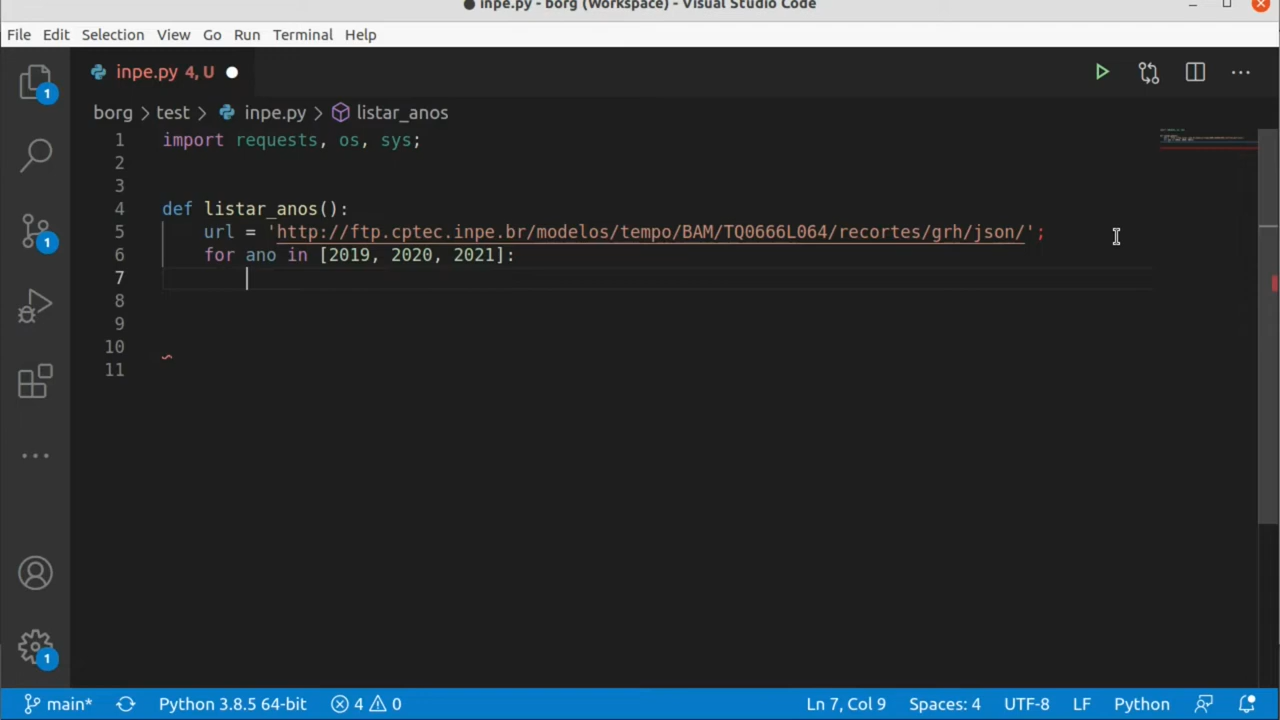 inpe.py - borg (Workspace) - Visual Studio Code
File Edit Selection View Go Run Terminal Help
inpe.py 4, U
borg > test > inpe.py > listar_anos
1 import requests, os, sys;
2
3
4 def listar_anos():
5 url = 'http://ftp.cptec.inpe.br/modelos/tempo/BAM/TQ0666L064/recortes/grh/json/';
6 for ano in [2019, 2020, 2021]:
7
8
9
10
11
1
1
1
main* Python 3.8.5 64-bit 4 0 Ln 7, Col 9 Spaces: 4 UTF-8 LF Python